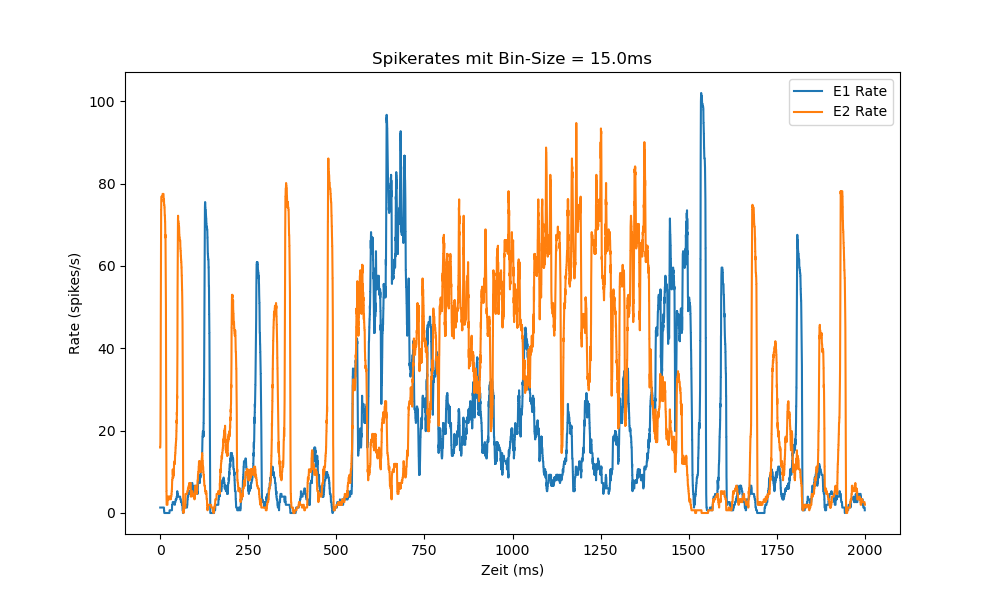 Spikerates mit Bin-Size = 15.0ms
E1 Rate
E2 Rate
100
80
60
40
20
0
Rate (spikes/s)
0 250 500 750 1000 1250 1500 1750 2000
Zeit (ms)